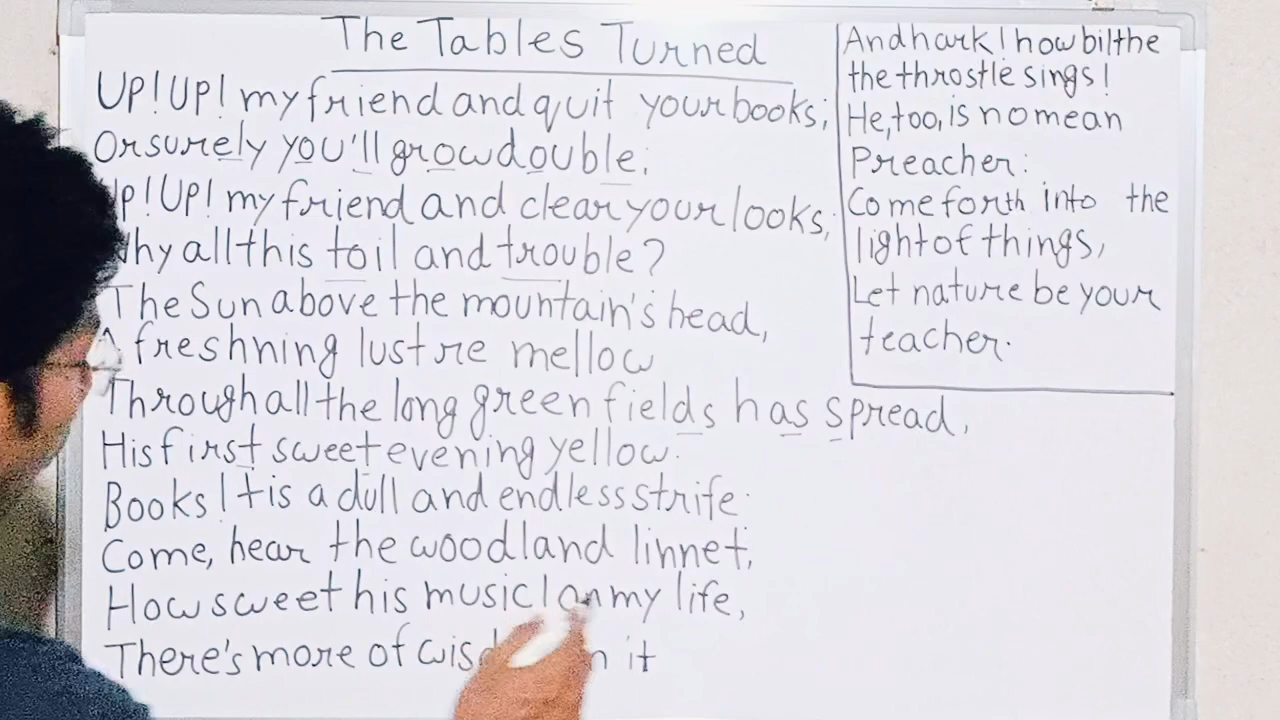 The Tables Turned
UP! UP! my friend and quit your books;
Or surely you'll grow double;
UP! UP! my friend and clear your looks;
Why all this toil and trouble?
The Sun above the mountain's head,
A freshning lustre mellow
Through all the long green fields has spread,
His first sweet evening yellow.
Books! tis a dull and endless strife
Come, hear the woodland linnet,
How sweet his music! on my life,
There's more of wisdom in it
And hark! how bilthe
the throstle sings!
He, too, is no mean
Preacher:
Come forth into the
light of things,
Let nature be your
teacher.